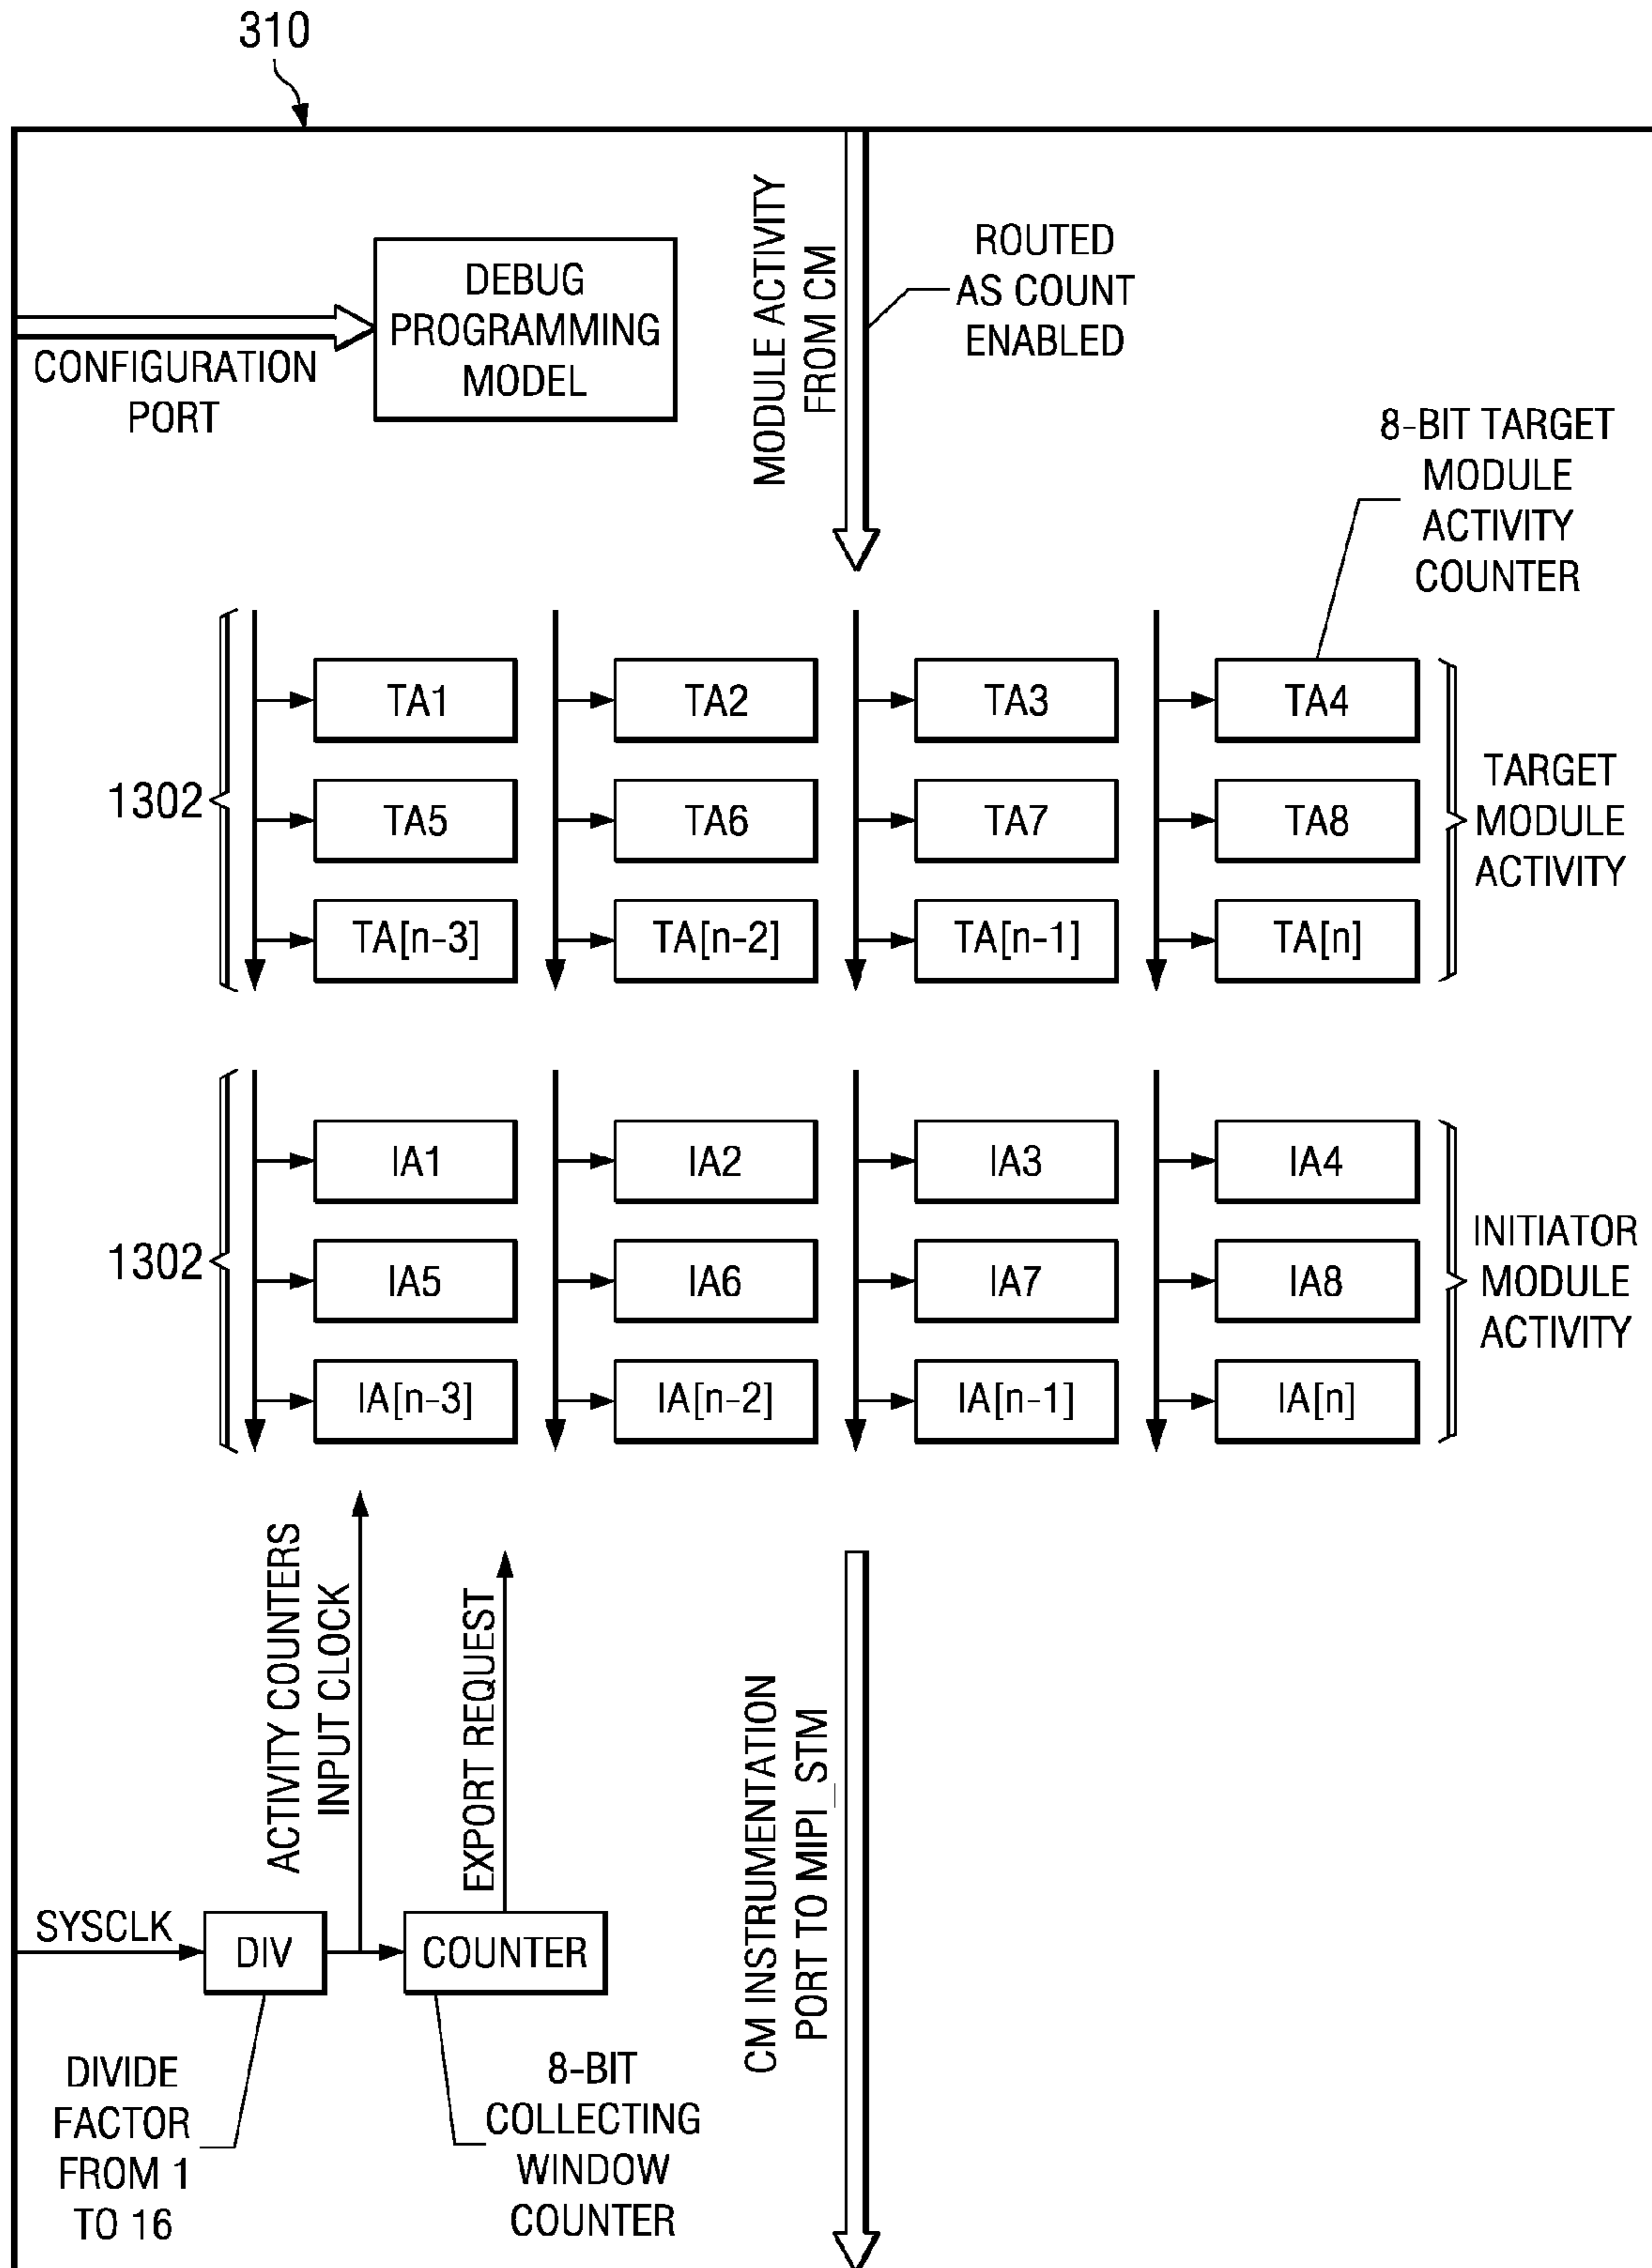 310
MODULE ACTIVITY
FROM CM
ROUTED
AS COUNT
ENABLED
DEBUG
PROGRAMMING
MODEL
CONFIGURATION
PORT
8-BIT TARGET
MODULE
ACTIVITY
COUNTER
1302
TA1
TA2
TA3
TA4
TA5
TA6
TA7
TA8
TA[n-3]
TA[n-2]
TA[n-1]
TA[n]
TARGET
MODULE
ACTIVITY
1302
IA1
IA2
IA3
IA4
IA5
IA6
IA7
IA8
IA[n-3]
IA[n-2]
IA[n-1]
IA[n]
INITIATOR
MODULE
ACTIVITY
ACTIVITY COUNTERS
INPUT CLOCK
EXPORT REQUEST
CM INSTRUMENTATION
PORT TO MIPI_STM
SYSCLK
DIV
COUNTER
DIVIDE
FACTOR
FROM 1
TO 16
8-BIT
COLLECTING
WINDOW
COUNTER